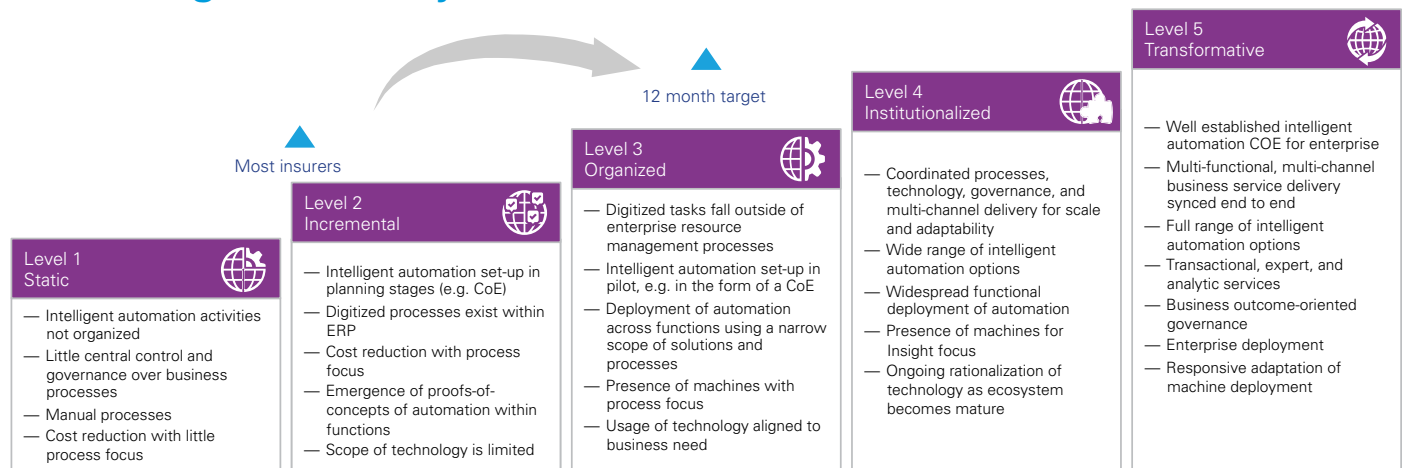 Most insurers
12 month target
Level 1
Static
— Intelligent automation activities
not organized
— Little central control and
governance over business
processes
— Manual processes
— Cost reduction with little
process focus
Level 2
Incremental
— Intelligent automation set-up in
planning stages (e.g. CoE)
— Digitized processes exist within
ERP
— Cost reduction with process
focus
— Emergence of proofs-of-
concepts of automation within
functions
— Scope of technology is limited
Level 3
Organized
— Digitized tasks fall outside of
enterprise resource
management processes
— Intelligent automation set-up in
pilot, e.g. in the form of a CoE
— Deployment of automation
across functions using a narrow
scope of solutions and
processes
— Presence of machines with
process focus
— Usage of technology aligned to
business need
Level 4
Institutionalized
— Coordinated processes,
technology, governance, and
multi-channel delivery for scale
and adaptability
— Wide range of intelligent
automation options
— Widespread functional
deployment of automation
— Presence of machines for
Insight focus
— Ongoing rationalization of
technology as ecosystem
becomes mature
Level 5
Transformative
— Well established intelligent
automation COE for enterprise
— Multi-functional, multi-channel
business service delivery
synced end to end
— Full range of intelligent
automation options
— Transactional, expert, and
analytic services
— Business outcome-oriented
governance
— Enterprise deployment
— Responsive adaptation of
machine deployment